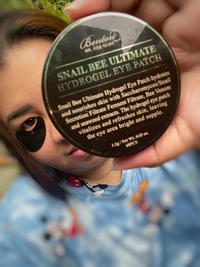 Benton
SNAIL BEE ULTIMATE
HYDROGEL EYE PATCH
Snail Bee Ultimate Hydrogel Eye Patch hydrates
and nourishes skin with Saccharomyces/Snail
Secretion Filtrate Ferment Filtrate, Bee Venom
and seaweed extracts. The hydrogel eye patch
vitalizes and refreshes skin, leaving
the eye area bright and supple.